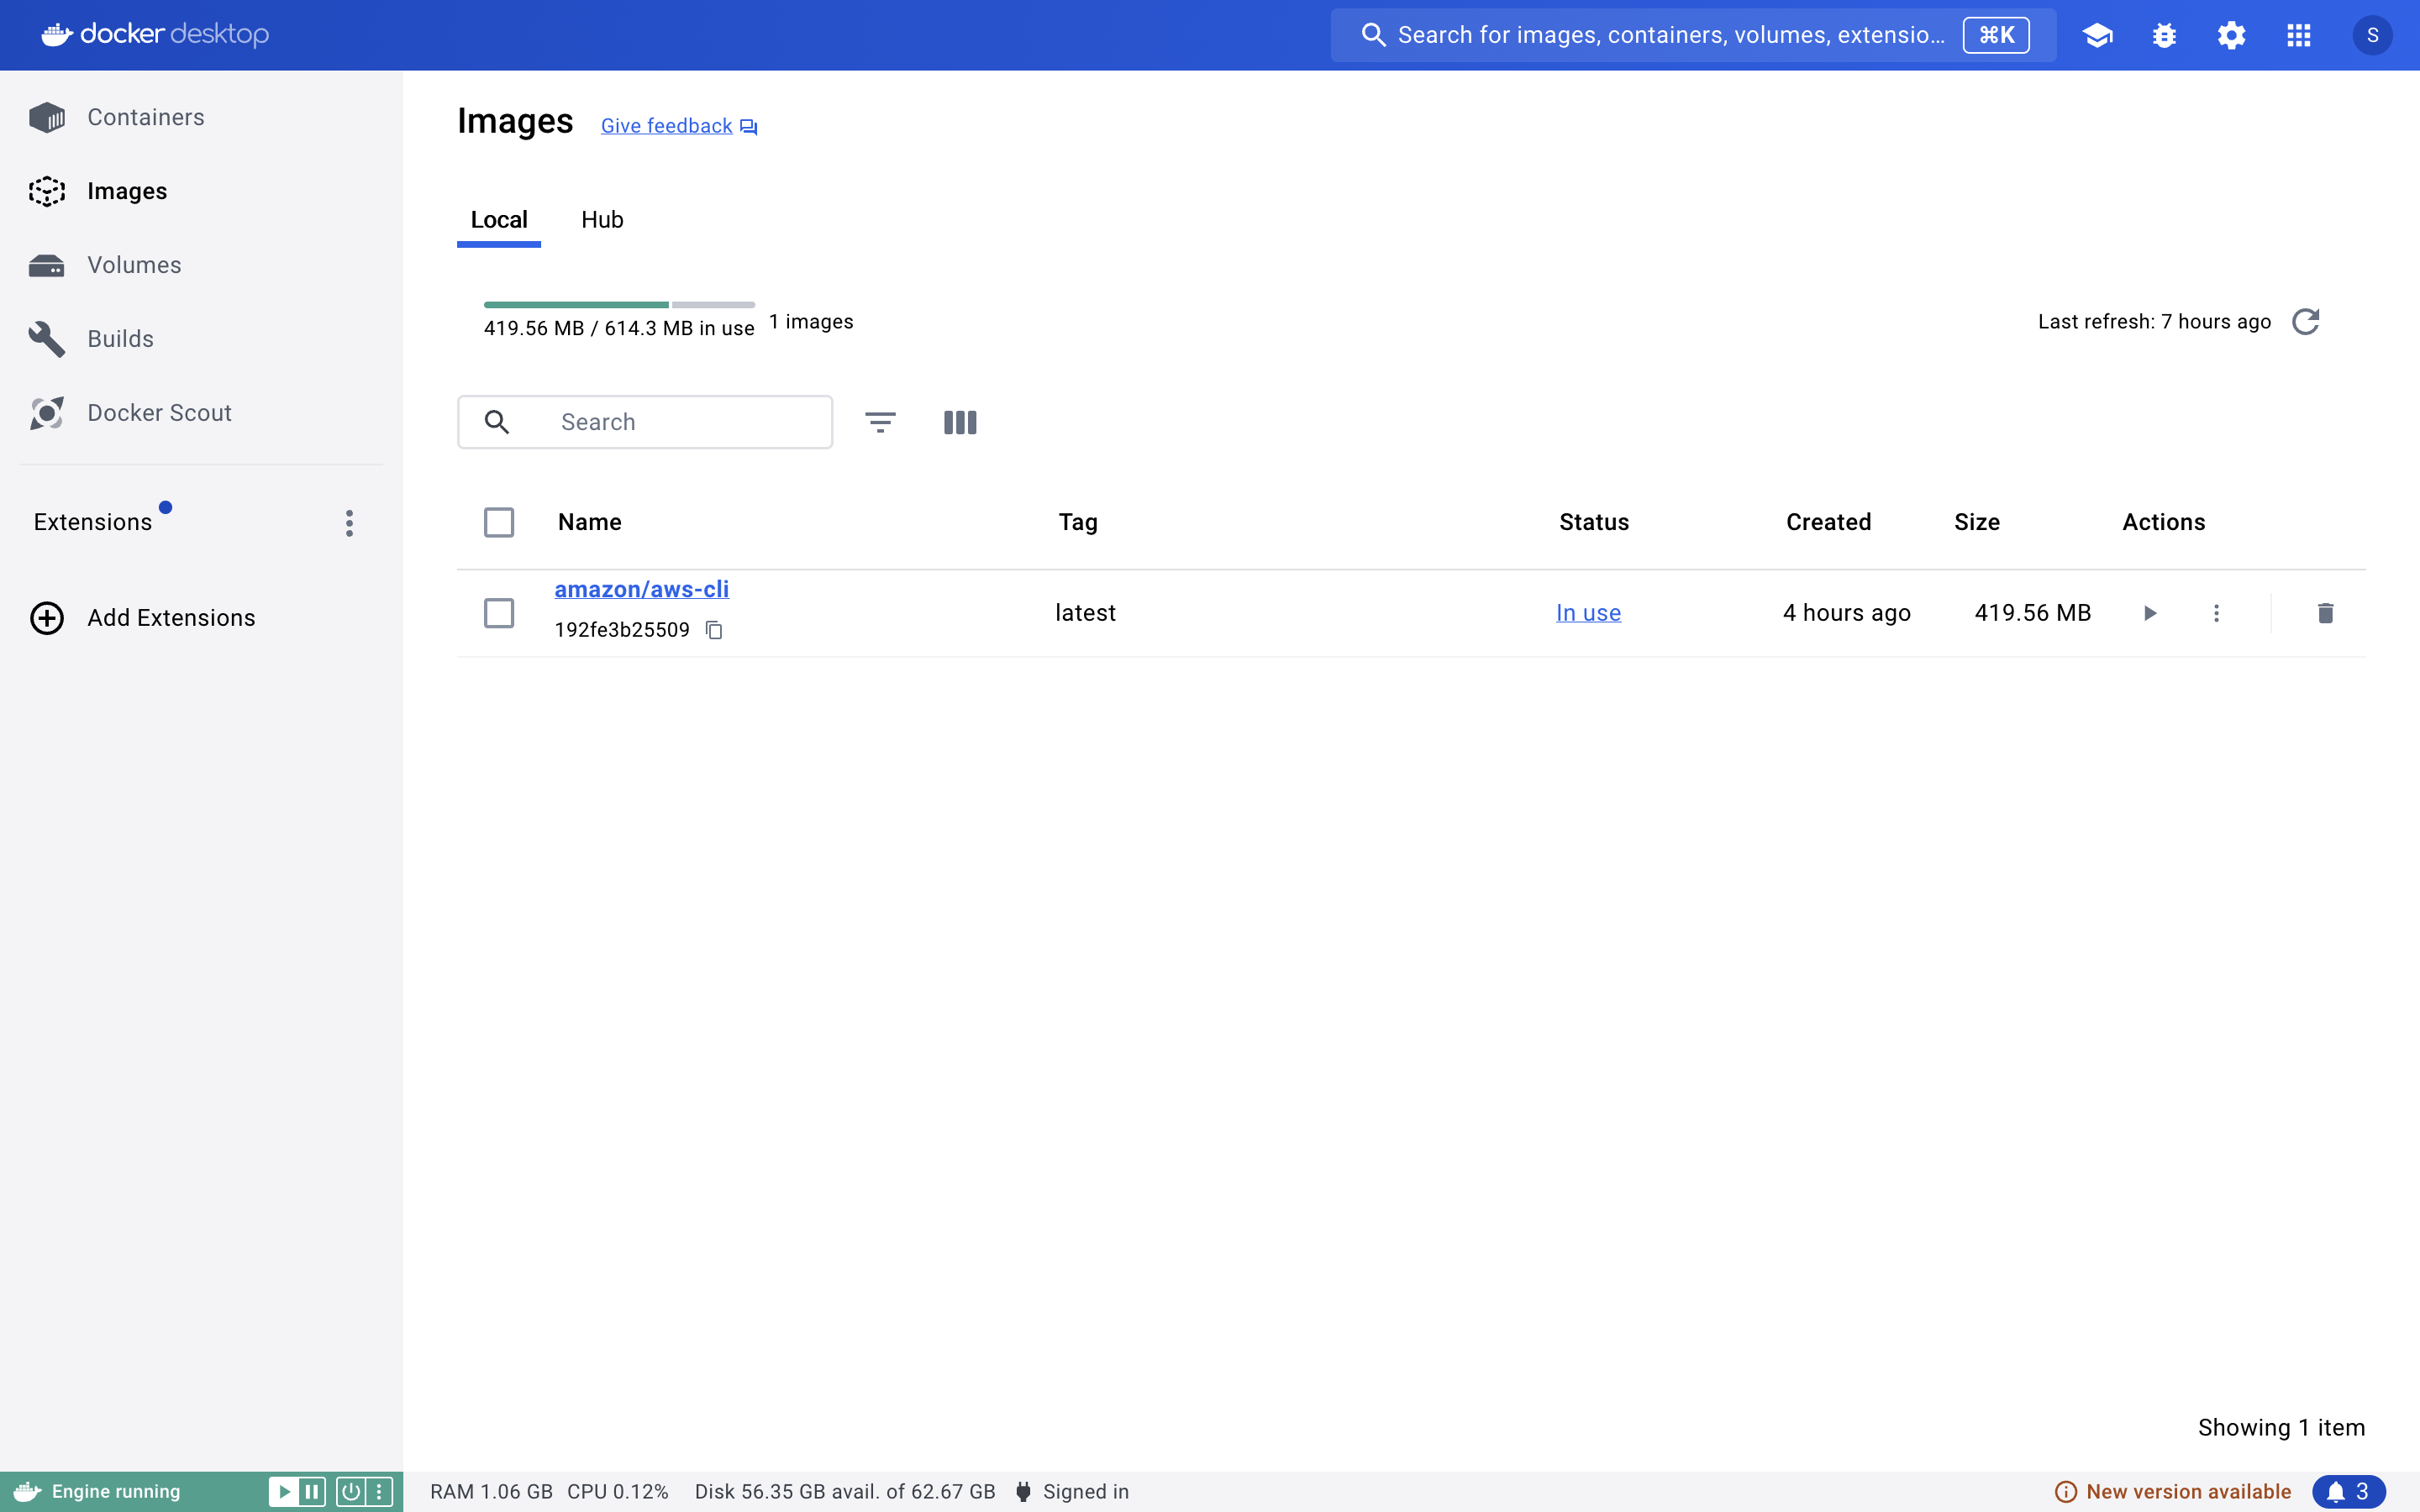 docker desktop
Search for images, containers, volumes, extensio...
⌘K
S
Containers
Images
Volumes
Builds
Docker Scout
Extensions
Add Extensions
Images
Give feedback
Local
Hub
419.56 MB / 614.3 MB in use
1 images
Last refresh: 7 hours ago
Search
Name
Tag
Status
Created
Size
Actions
amazon/aws-cli
192fe3b25509
latest
In use
4 hours ago
419.56 MB
Showing 1 item
Engine running
RAM 1.06 GB
CPU 0.12%
Disk 56.35 GB avail. of 62.67 GB
Signed in
New version available
3